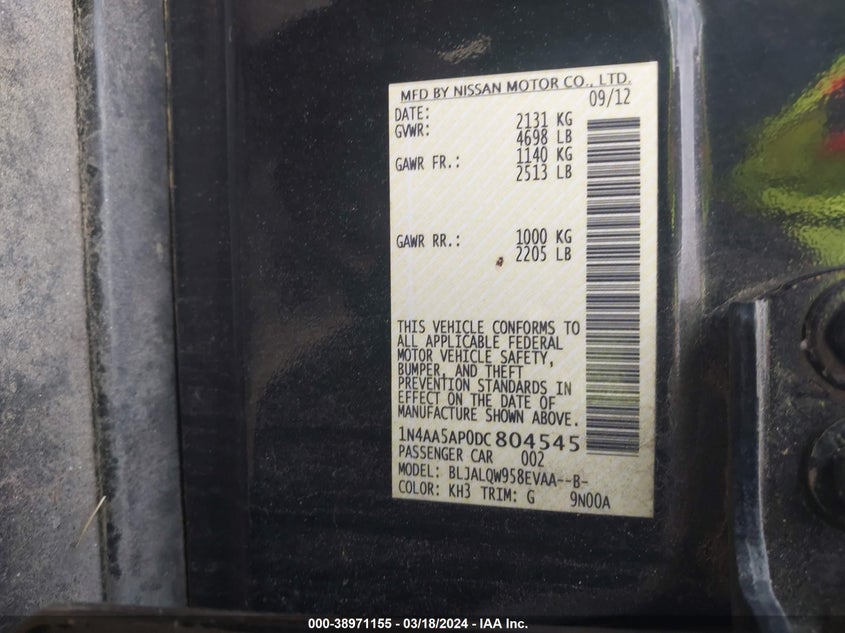 MFD BY NISSAN MOTOR CO., LTD.
DATE: 09/12
GVWR: 2131 KG
4698 LB
GAWR FR.: 1140 KG
2513 LB
GAWR RR.: 1000 KG
2205 LB
THIS VEHICLE CONFORMS TO
ALL APPLICABLE FEDERAL
MOTOR VEHICLE SAFETY,
BUMPER, AND THEFT
PREVENTION STANDARDS IN
EFFECT ON THE DATE OF
MANUFACTURE SHOWN ABOVE.
1N4AA5AP0DC804545
PASSENGER CAR 002
MODEL: BLJALQW958EVAA--B-
COLOR: KH3 TRIM: G 9N00A
000-38971155 - 03/18/2024 - IAA Inc.